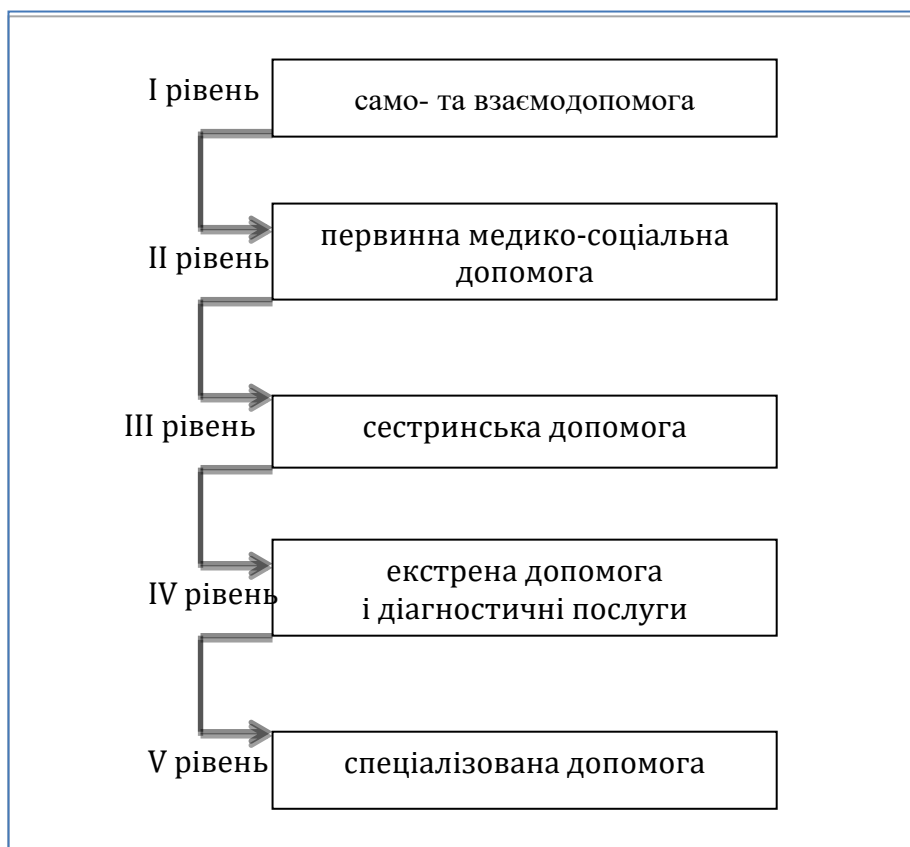 I рівень
само- та взаємодопомога
II рівень
первинна медико-соціальна
допомога
III рівень
сестринська допомога
IV рівень
екстрена допомога
і діагностичні послуги
V рівень
спеціалізована допомога